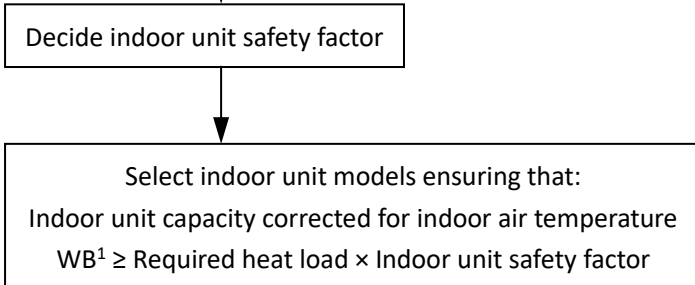 Decide indoor unit safety factor
Select indoor unit models ensuring that:
Indoor unit capacity corrected for indoor air temperature
WB¹ ≥ Required heat load × Indoor unit safety factor